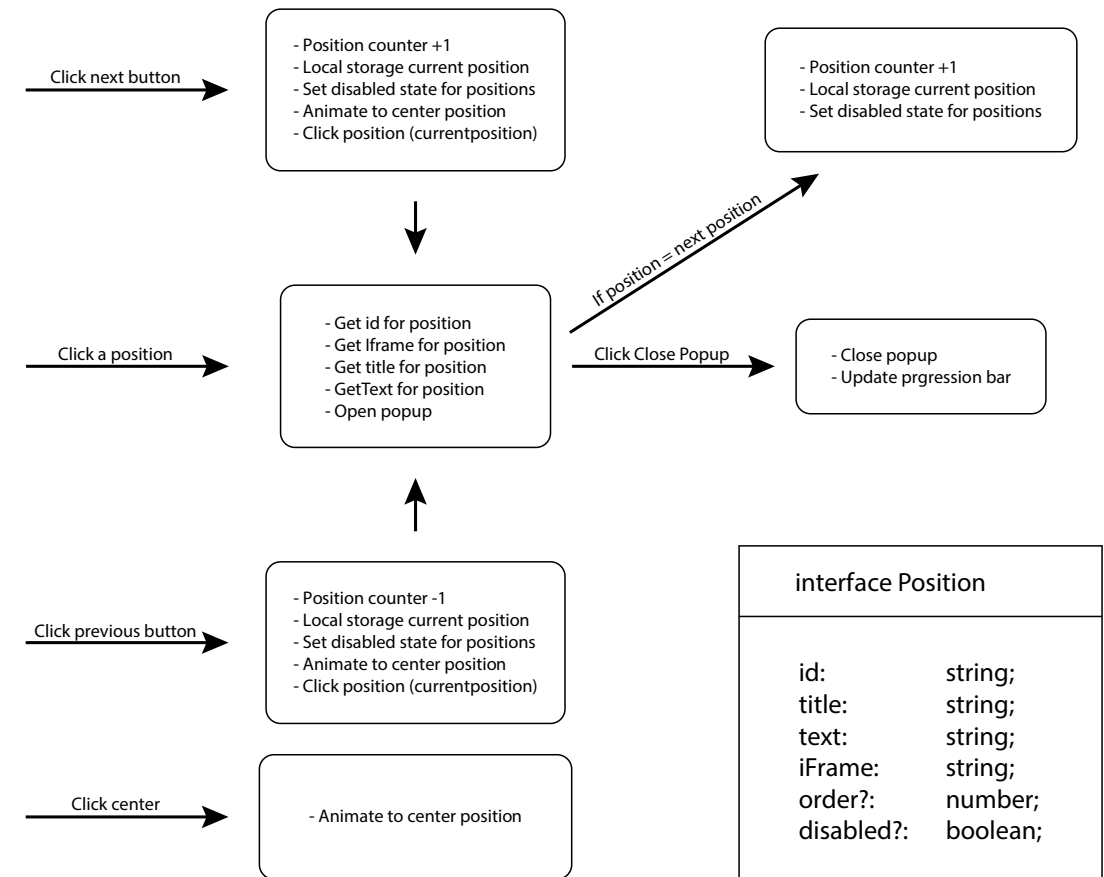 Click next button
- Position counter +1
- Local storage current position
- Set disabled state for positions
- Animate to center position
- Click position (currentposition)
- Position counter +1
- Local storage current position
- Set disabled state for positions
If position = next position
Click a position
- Get id for position
- Get Iframe for position
- Get title for position
- GetText for position
- Open popup
Click Close Popup
- Close popup
- Update prgression bar
Click previous button
- Position counter -1
- Local storage current position
- Set disabled state for positions
- Animate to center position
- Click position (currentposition)
Click center
- Animate to center position
interface Position
id: string;
title: string;
text: string;
iFrame: string;
order?: number;
disabled?: boolean;